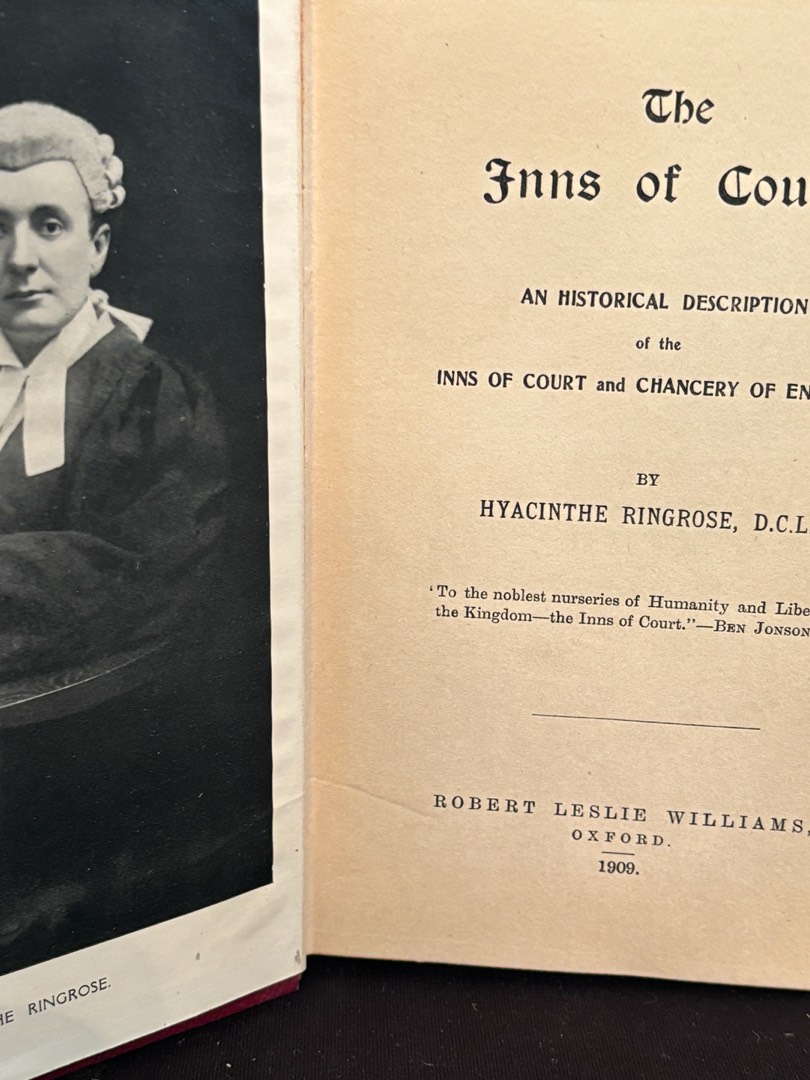 HE RINGROSE.
The
Inns of Cou
AN HISTORICAL DESCRIPTION
of the
INNS OF COURT and CHANCERY OF EN
BY
HYACINTHE RINGROSE, D.C.L.
‘To the noblest nurseries of Humanity and Libe
the Kingdom—the Inns of Court.”—BEN JONSON
ROBERT LESLIE WILLIAMS,
OXFORD.
1909.